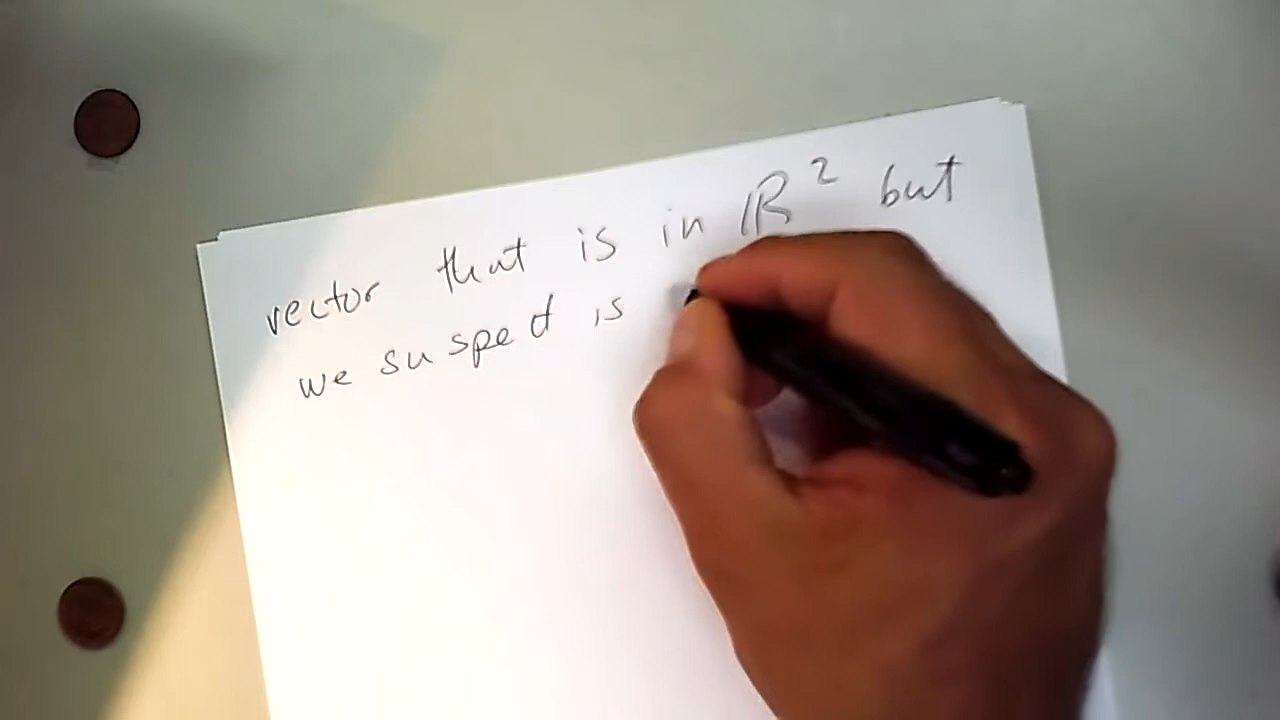 vector that is in ℝ² but
we suspect is